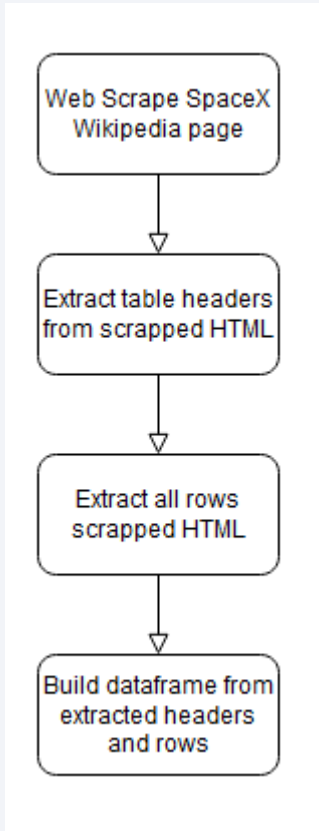 Web Scrape SpaceX
Wikipedia page
Extract table headers
from scrapped HTML
Extract all rows
scrapped HTML
Build dataframe from
extracted headers
and rows